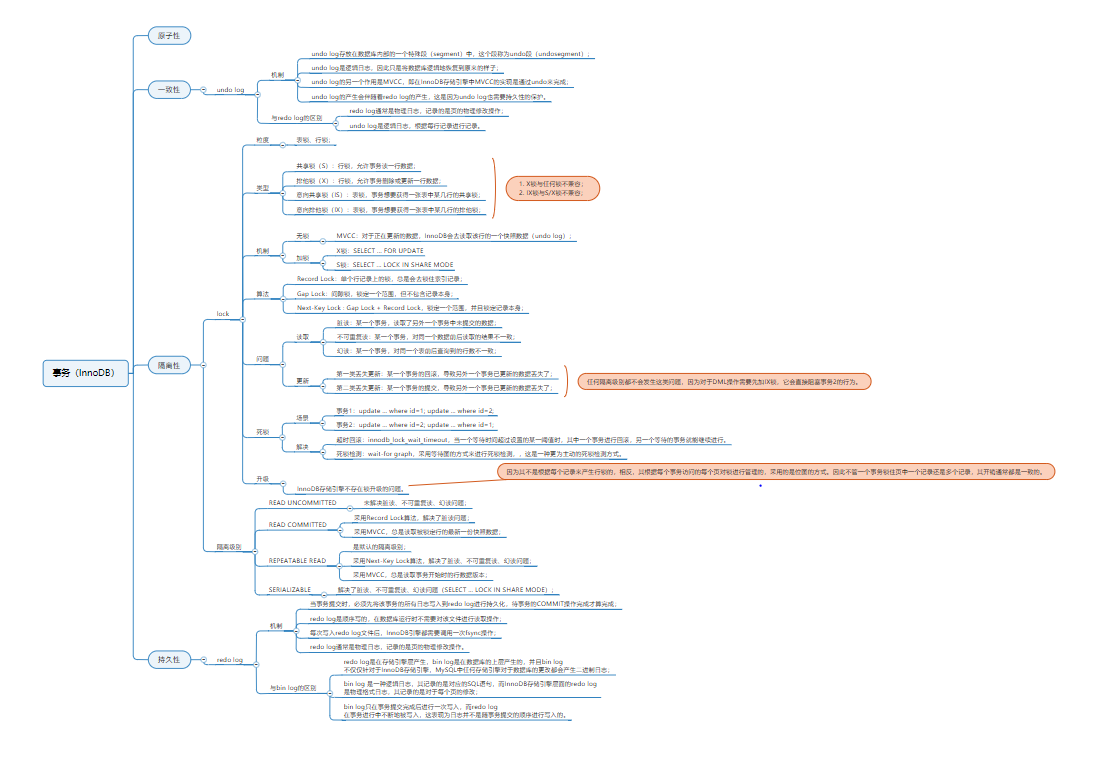 事务（InnoDB）
原子性
一致性
undo log
机制
undo log存放在数据库内部的一个特殊段（segment）中，这个段称为undo段（undosegment）；
undo log是逻辑日志，因此只是将数据库逻辑地恢复到原来的样子；
undo log的另一个作用是MVCC，即在InnoDB存储引擎中MVCC的实现是通过undo来完成；
undo log的产生会伴随着redo log的产生，这是因为undo log也需要持久性的保护。
与redo log的区别
redo log通常是物理日志，记录的是页的物理修改操作；
undo log是逻辑日志，根据每行记录进行记录。
隔离性
lock
粒度
表锁、行锁；
类型
共享锁（S）：行锁，允许事务读一行数据；
排他锁（X）：行锁，允许事务删除或更新一行数据；
意向共享锁（IS）：表锁，事务想要获得一张表中某几行的共享锁；
意向排他锁（IX）：表锁，事务想要获得一张表中某几行的排他锁；
1. X锁与任何锁不兼容；
2. IX锁与S/X锁不兼容；
机制
无锁
MVCC：对于正在更新的数据，InnoDB会去读取该行的一个快照数据（undo log）；
加锁
X锁：SELECT ... FOR UPDATE
S锁：SELECT ... LOCK IN SHARE MODE
算法
Record Lock：单个行记录上的锁，总是会去锁住索引记录；
Gap Lock：间隙锁，锁定一个范围，但不包含记录本身；
Next-Key Lock：Gap Lock + Record Lock，锁定一个范围，并且锁定记录本身；
问题
读取
脏读：某一个事务，读取了另外一个事务中未提交的数据；
不可重复读：某一个事务，对同一个数据前后读取的结果不一致；
幻读：某一个事务，对同一个表前后查询到的行数不一致；
更新
第一类丢失更新：某一个事务的回滚，导致另外一个事务已更新的数据丢失了；
第二类丢失更新：某一个事务的提交，导致另外一个事务已更新的数据丢失了；
任何隔离级别都不会发生这类问题，因为对于DML操作需要先加IX锁，它会直接阻塞事务2的行为。
死锁
场景
事务1：update ... where id=1; update ... where id=2;
事务2：update ... where id=2; update ... where id=1;
解决
超时回滚：innodb_lock_wait_timeout，当一个等待时间超过设置的某一阈值时，其中一个事务进行回滚，另一个等待的事务就能继续进行。
死锁检测：wait-for graph，采用等待图的方式来进行死锁检测，，这是一种更为主动的死锁检测方式。
升级
InnoDB存储引擎不存在锁升级的问题。
因为其不是根据每个记录来产生行锁的，相反，其根据每个事务访问的每个页对锁进行管理的，采用的是位图的方式。因此不管一个事务锁住页中一个记录还是多个记录，其开销通常都是一致的。
隔离级别
READ UNCOMMITTED
未解决脏读、不可重复读、幻读问题；
READ COMMITTED
采用Record Lock算法，解决了脏读问题；
采用MVCC，总是读取被锁定行的最新一份快照数据；
REPEATABLE READ
是默认的隔离级别；
采用Next-Key Lock算法，解决了脏读、不可重复读、幻读问题；
采用MVCC，总是读取事务开始时的行数据版本；
SERIALIZABLE
解决了脏读、不可重复读、幻读问题（SELECT ... LOCK IN SHARE MODE）；
持久性
redo log
机制
当事务提交时，必须先将该事务的所有日志写入到redo log进行持久化，待事务的COMMIT操作完成才算完成；
redo log是顺序写的，在数据库运行时不需要对该文件进行读取操作；
每次写入redo log文件后，InnoDB引擎都需要调用一次fsync操作；
redo log通常是物理日志，记录的是页的物理修改操作。
与bin log的区别
redo log是在存储引擎层产生，bin log是在数据库的上层产生的，并且bin log
不仅仅针对于InnoDB存储引擎，MySQL中任何存储引擎对于数据库的更改都会产生二进制日志；
bin log 是一种逻辑日志，其记录的是对应的SQL语句，而InnoDB存储引擎层面的redo log
是物理格式日志，其记录的是对于每个页的修改；
bin log只在事务提交完成后进行一次写入，而redo log
在事务进行中不断地被写入，这表现为日志并不是随事务提交的顺序进行写入的。